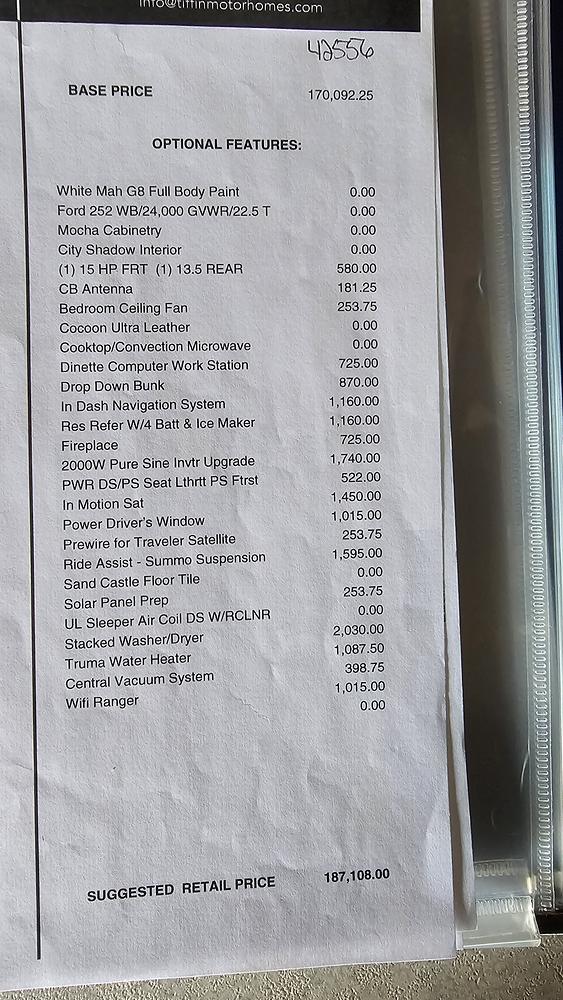 info@tiffinmotorhomes.com
42556
BASE PRICE 170,092.25
OPTIONAL FEATURES:
White Mah G8 Full Body Paint 0.00
Ford 252 WB/24,000 GVWR/22.5 T 0.00
Mocha Cabinetry 0.00
City Shadow Interior 0.00
(1) 15 HP FRT (1) 13.5 REAR 580.00
CB Antenna 181.25
Bedroom Ceiling Fan 253.75
Cocoon Ultra Leather 0.00
Cooktop/Convection Microwave 0.00
Dinette Computer Work Station 725.00
Drop Down Bunk 870.00
In Dash Navigation System 1,160.00
Res Refer W/4 Batt & Ice Maker 1,160.00
Fireplace 725.00
2000W Pure Sine Invtr Upgrade 1,740.00
PWR DS/PS Seat Lthrtt PS Ftrst 522.00
In Motion Sat 1,450.00
Power Driver's Window 1,015.00
Prewire for Traveler Satellite 253.75
Ride Assist - Summo Suspension 1,595.00
Sand Castle Floor Tile 0.00
Solar Panel Prep 253.75
UL Sleeper Air Coil DS W/RCLNR 0.00
Stacked Washer/Dryer 2,030.00
Truma Water Heater 1,087.50
Central Vacuum System 398.75
Wifi Ranger 1,015.00
0.00
SUGGESTED RETAIL PRICE 187,108.00